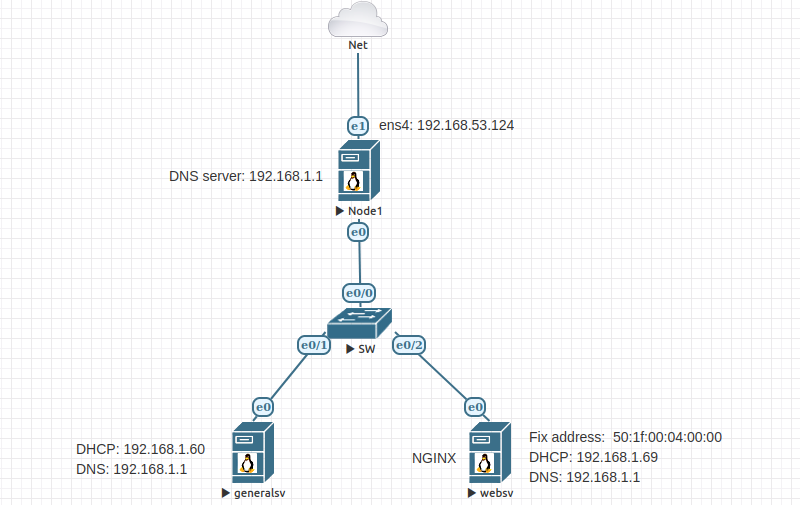 Net
e1
ens4: 192.168.53.124
DNS server: 192.168.1.1
Node1
e0
e0/0
e0/1
e0/2
SW
e0
e0
DHCP: 192.168.1.60
DNS: 192.168.1.1
generalsv
NGINX
Fix address:  50:1f:00:04:00:00
DHCP: 192.168.1.69
DNS: 192.168.1.1
websv